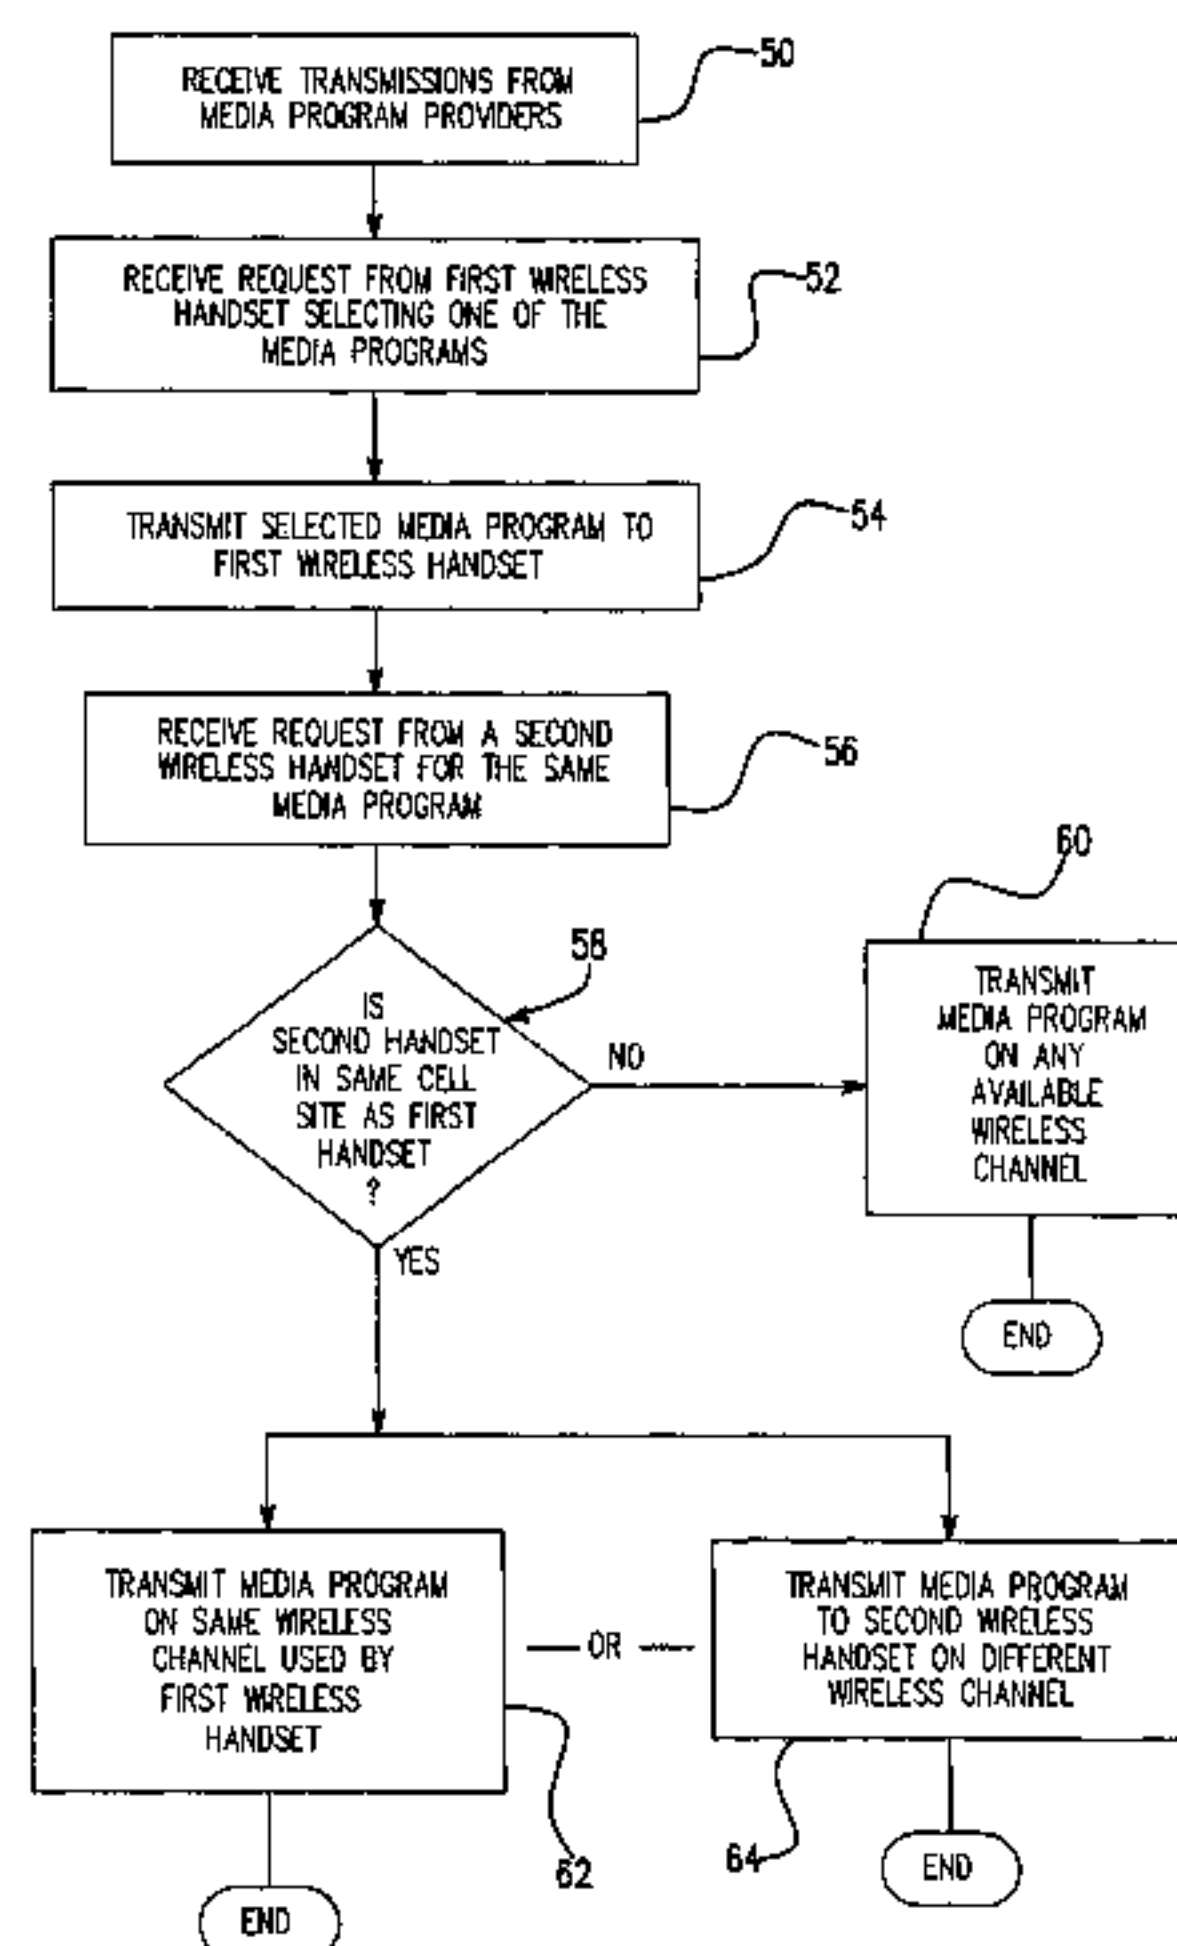 50
RECEIVE TRANSMISSIONS FROM
MEDIA PROGRAM PROVIDERS
52
RECEIVE REQUEST FROM FIRST WIRELESS
HANDSET SELECTING ONE OF THE
MEDIA PROGRAMS
54
TRANSMIT SELECTED MEDIA PROGRAM TO
FIRST WIRELESS HANDSET
RECEIVE REQUEST FROM A SECOND
WIRELESS HANDSET FOR THE SAME
MEDIA PROGRAM
56
60
58
IS
SECOND HANDSET
IN SAME CELL
SITE AS FIRST
HANDSET
?
NO
TRANSMIT
MEDIA PROGRAM
ON ANY
AVAILABLE
WIRELESS
CHANNEL
YES
END
TRANSMIT MEDIA PROGRAM
ON SAME WIRELESS
CHANNEL USED BY
FIRST WIRELESS
HANDSET
OR
TRANSMIT MEDIA PROGRAM
TO SECOND WIRELESS
HANDSET ON DIFFERENT
WIRELESS CHANNEL
62
64
END
END